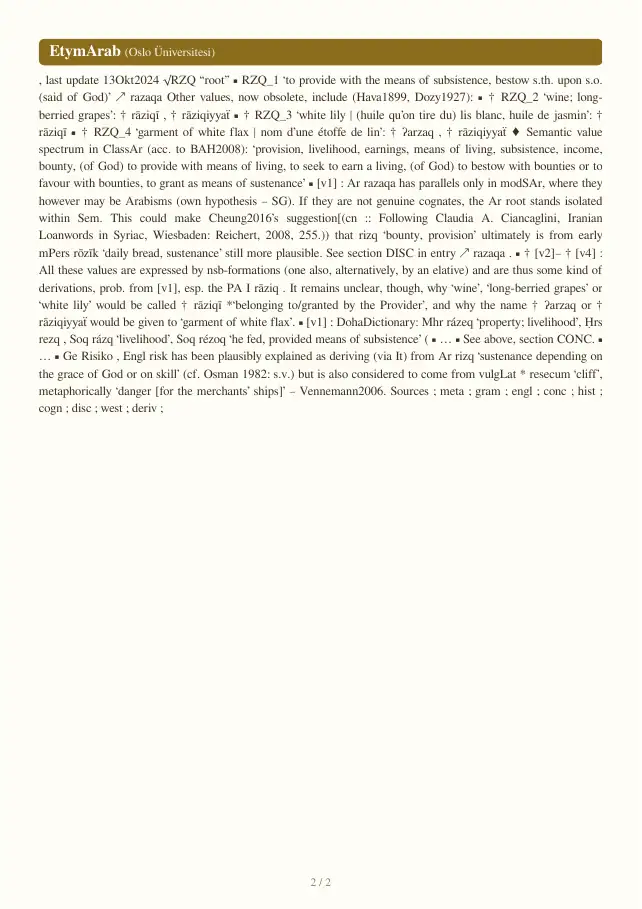 EtymArab (Oslo Üniversitesi)
, last update 13Okt2024 √RZQ “root” ▪ RZQ_1 ‘to provide with the means of subsistence, bestow s.th. upon s.o.
(said of God)’ ↗ razaqa Other values, now obsolete, include (Hava1899, Dozy1927): ▪ † RZQ_2 ‘wine; long-
berried grapes’: † rāziqī , † rāziqiyyaẗ ▪ † RZQ_3 ‘white lily | (huile qu’on tire du) lis blanc, huile de jasmin’: †
rāziqī ▪ † RZQ_4 ‘garment of white flax | nom d’une étoffe de lin’: † ʔarzaq , † rāziqiyyaẗ ♦ Semantic value
spectrum in ClassAr (acc. to BAH2008): ‘provision, livelihood, earnings, means of living, subsistence, income,
bounty, (of God) to provide with means of living, to seek to earn a living, (of God) to bestow with bounties or to
favour with bounties, to grant as means of sustenance’ ▪ [v1] : Ar razaqa has parallels only in modSAr, where they
however may be Arabisms (own hypothesis – SG). If they are not genuine cognates, the Ar root stands isolated
within Sem. This could make Cheung2016’s suggestion[(cn :: Following Claudia A. Ciancaglini, Iranian
Loanwords in Syriac, Wiesbaden: Reichert, 2008, 255.)) that rizq ‘bounty, provision’ ultimately is from early
mPers rōzīk ‘daily bread, sustenance’ still more plausible. See section DISC in entry ↗ razaqa . ▪ † [v2]– † [v4] :
All these values are expressed by nsb-formations (one also, alternatively, by an elative) and are thus some kind of
derivations, prob. from [v1], esp. the PA I rāziq . It remains unclear, though, why ‘wine’, ‘long-berried grapes’ or
‘white lily’ would be called † rāziqī *‘belonging to/granted by the Provider’, and why the name † ʔarzaq or †
rāziqiyyaẗ would be given to ‘garment of white flax’. ▪ [v1] : DohaDictionary: Mhr rázeq ‘property; livelihood’, Ḥrs
rezq , Soq rázq ‘livelihood’, Soq rézoq ‘he fed, provided means of subsistence’ ( ▪ … ▪ See above, section CONC. ▪
… ▪ Ge Risiko , Engl risk has been plausibly explained as deriving (via It) from Ar rizq ‘sustenance depending on
the grace of God or on skill’ (cf. Osman 1982: s.v.) but is also considered to come from vulgLat * resecum ‘cliff’,
metaphorically ‘danger [for the merchants’ ships]’ – Vennemann2006. Sources ; meta ; gram ; engl ; conc ; hist ;
cogn ; disc ; west ; deriv ;
2 / 2